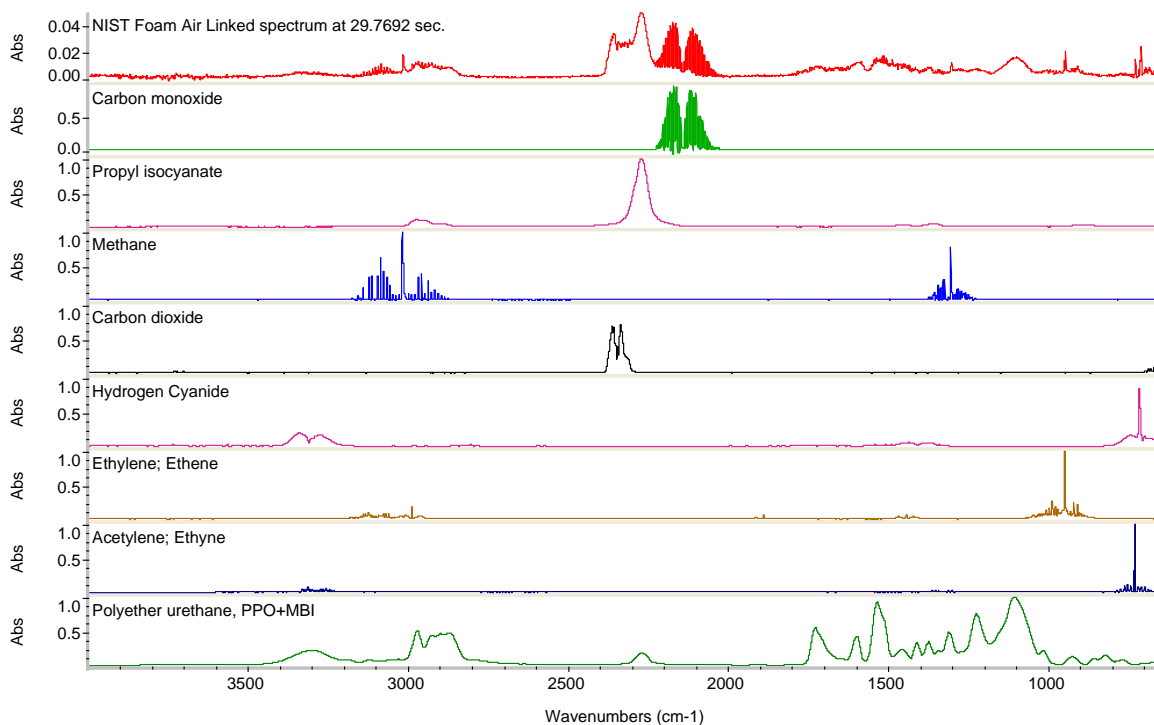 NIST Foam Air Linked spectrum at 29.7692 sec.
Abs
0.04
0.02
0.00
Carbon monoxide
Abs
0.5
0.0
Propyl isocyanate
Abs
1.0
0.5
Methane
Abs
1.0
0.5
Carbon dioxide
Abs
1.0
0.5
Hydrogen Cyanide
Abs
1.0
0.5
Ethylene; Ethene
Abs
1.0
0.5
Acetylene; Ethyne
Abs
1.0
0.5
Polyether urethane, PPO+MBI
Abs
1.0
0.5
3500 3000 2500 2000 1500 1000
Wavenumbers (cm-1)